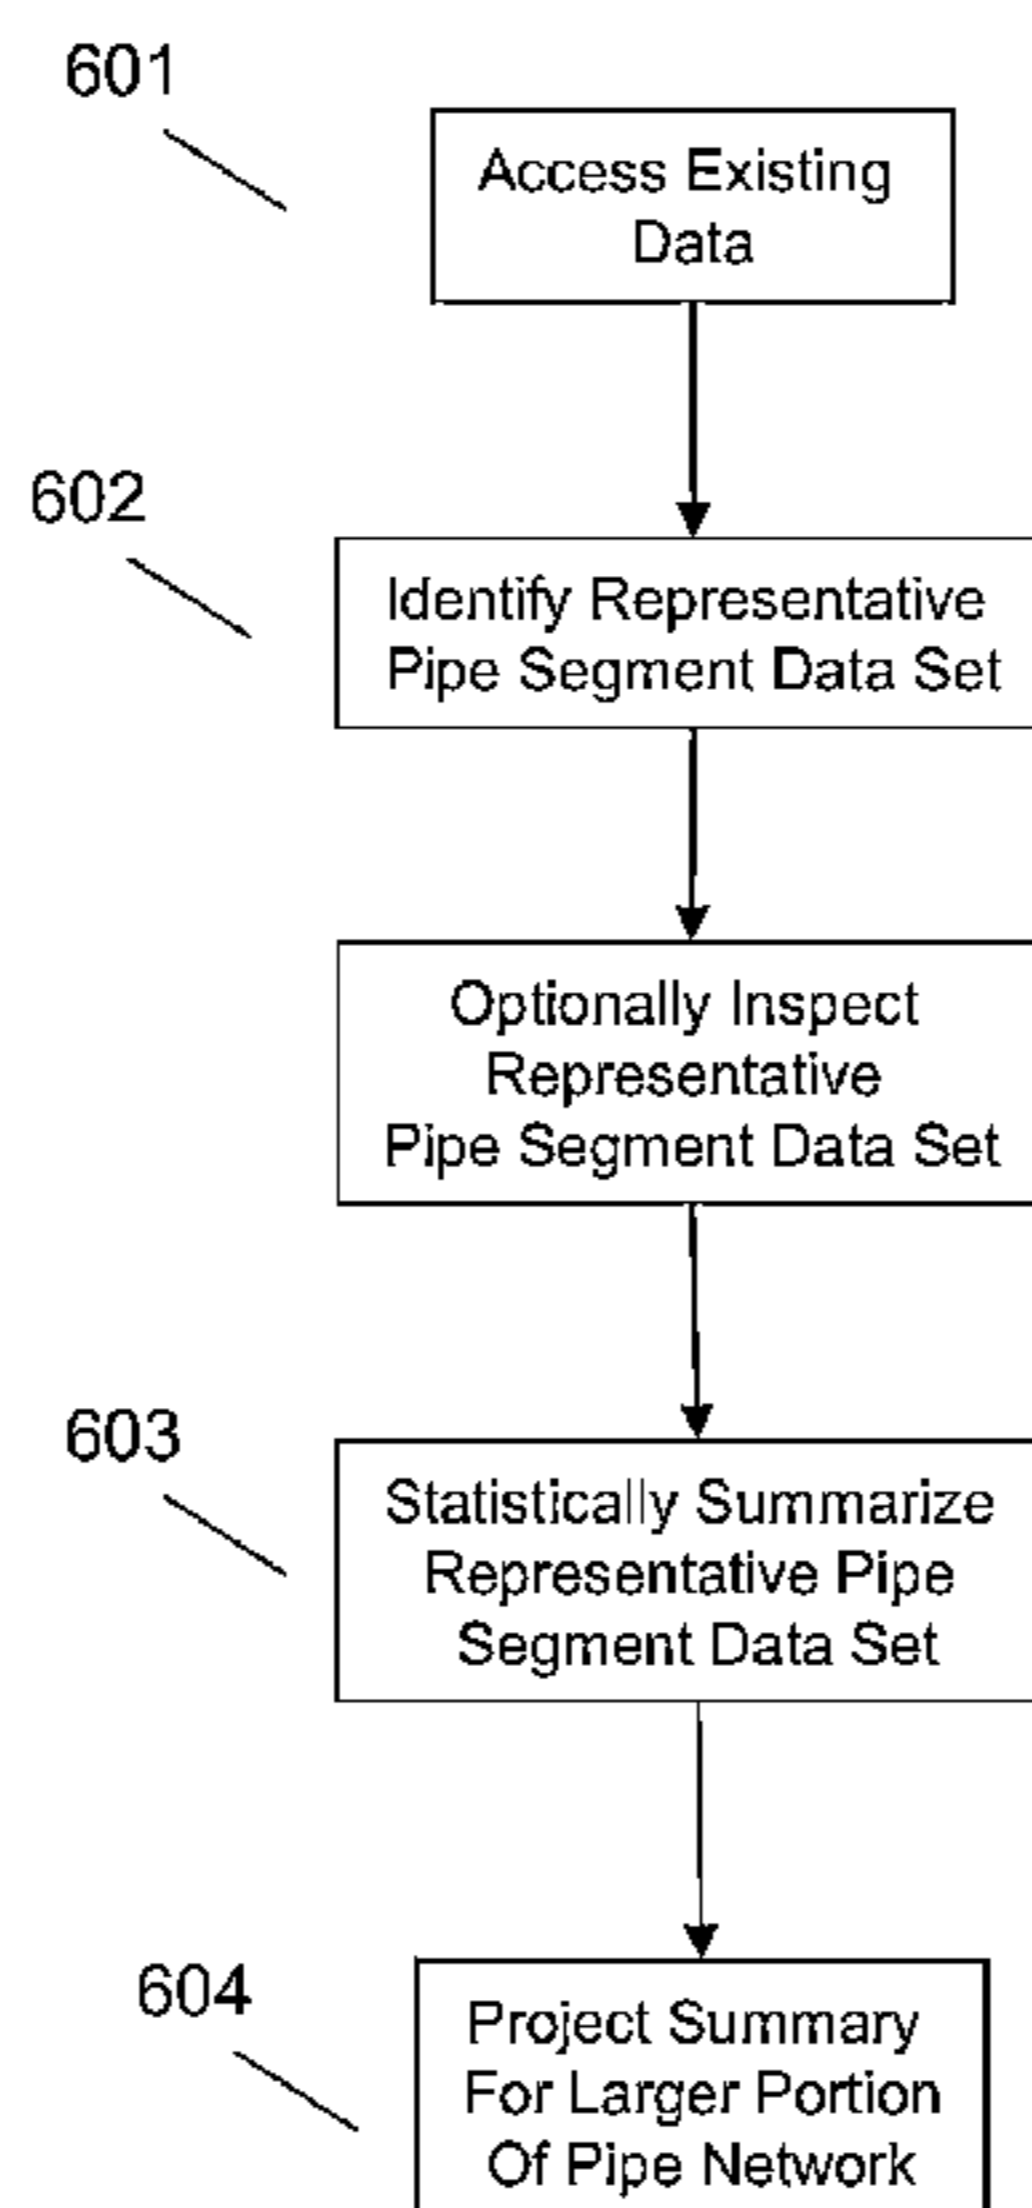 601
Access Existing
Data
602
Identify Representative
Pipe Segment Data Set
Optionally Inspect
Representative
Pipe Segment Data Set
603
Statistically Summarize
Representative Pipe
Segment Data Set
604
Project Summary
For Larger Portion
Of Pipe Network